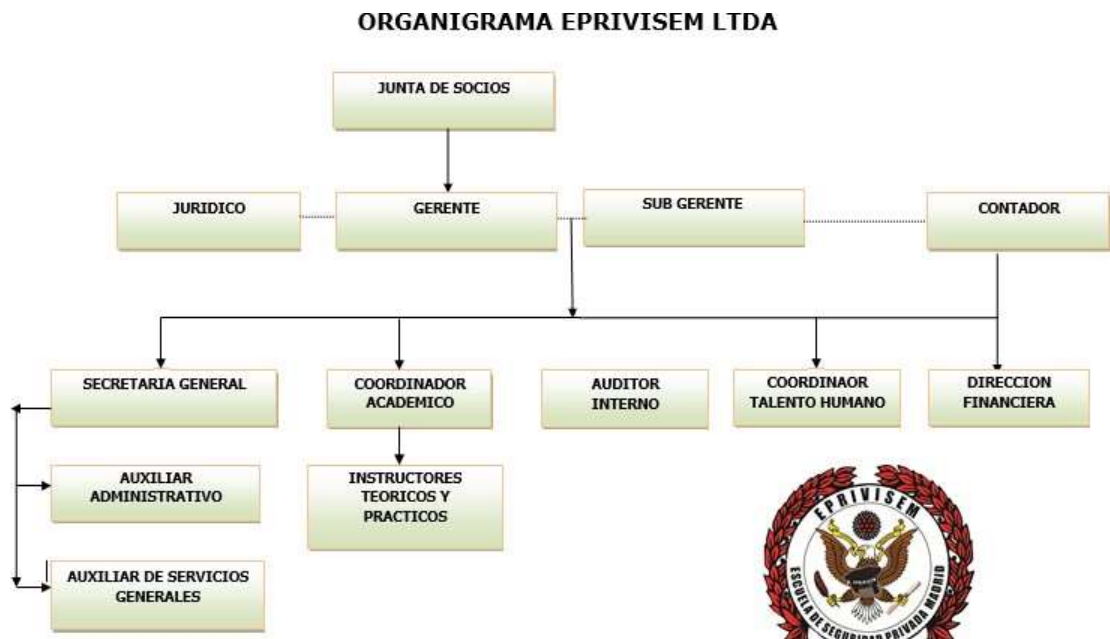 ORGANIGRAMA EPRIVISEM LTDA
JUNTA DE SOCIOS
JURIDICO
GERENTE
SUB GERENTE
CONTADOR
SECRETARIA GENERAL
COORDINADOR
ACADEMICO
AUDITOR
INTERNO
COORDINAOR
TALENTO HUMANO
DIRECCION
FINANCIERA
AUXILIAR
ADMINISTRATIVO
INSTRUCTORES
TEORICOS Y
PRACTICOS
AUXILIAR DE SERVICIOS
GENERALES
EPRIVISEM
ESCUELA DE SEGURIDAD PRIVADA MADRID